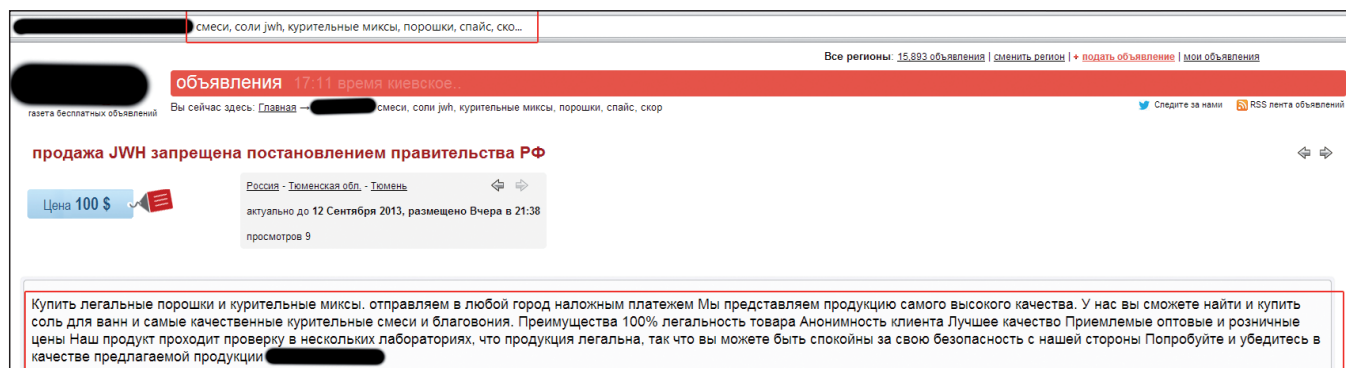 смеси, соли jwh, курительные миксы, порошки, спайс, ско...
Все регионы: 15,893 объявления | сменить регион | + подать объявление | мои объявления
объявления 17:11 время киевское..
газета бесплатных объявлений
Вы сейчас здесь: Главная → смеси, соли jwh, курительные миксы, порошки, спайс, скор
Следите за нами RSS лента объявлений
продажа JWH запрещена постановлением правительства РФ
Цена 100 $
Россия - Тюменская обл. - Тюмень
актуально до 12 Сентября 2013, размещено Вчера в 21:38
просмотров 9
Купить легальные порошки и курительные миксы. отправляем в любой город наложным платежем Мы представляем продукцию самого высокого качества. У нас вы сможете найти и купить
соль для ванн и самые качественные курительные смеси и благовония. Преимущества 100% легальность товара Анонимность клиента Лучшее качество Приемлемые оптовые и розничные
цены Наш продукт проходит проверку в нескольких лабораториях, что продукция легальна, так что вы можете быть спокойны за свою безопасность с нашей стороны Попробуйте и убедитесь в
качестве предлагаемой продукции